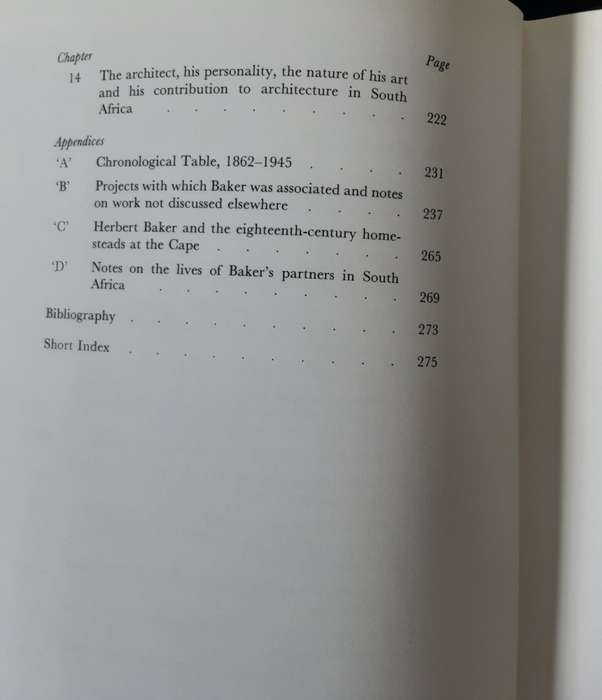 Chapter Page
14 The architect, his personality, the nature of his art
and his contribution to architecture in South
Africa . . . . . . . . 222
Appendices
‘A’ Chronological Table, 1862–1945 . . . . 231
‘B’ Projects with which Baker was associated and notes
on work not discussed elsewhere . . . . 237
‘C’ Herbert Baker and the eighteenth-century home-
steads at the Cape . . . . . . 265
‘D’ Notes on the lives of Baker’s partners in South
Africa . . . . . . . . 269
Bibliography . . . . . . . . . . 273
Short Index . . . . . . . . . . 275